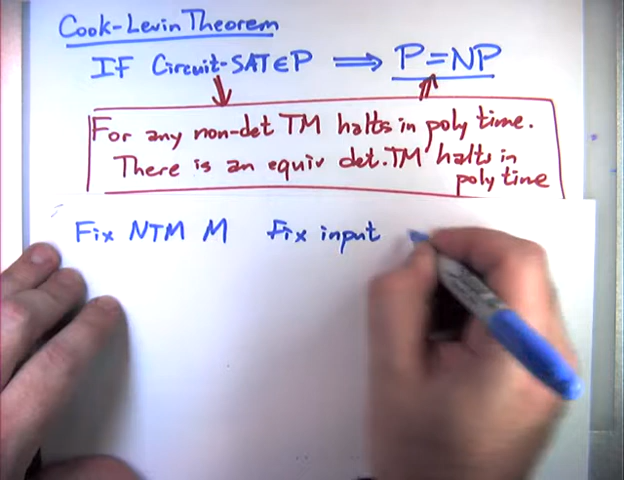 Cook-Levin Theorem
IF Circuit-SAT∈P ⟹ P=NP
For any non-det TM halts in poly time.
There is an equiv det. TM halts in
poly time
Fix NTM M Fix input